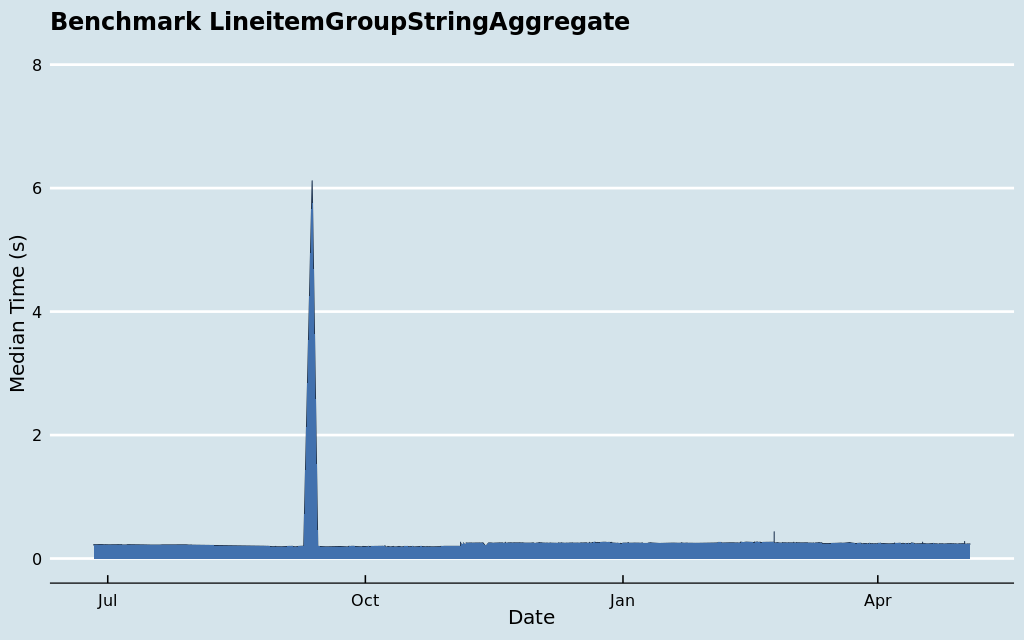 Benchmark LineitemGroupStringAggregate
8
6
4
2
0
Median Time (s)
Jul
Oct
Jan
Apr
Date